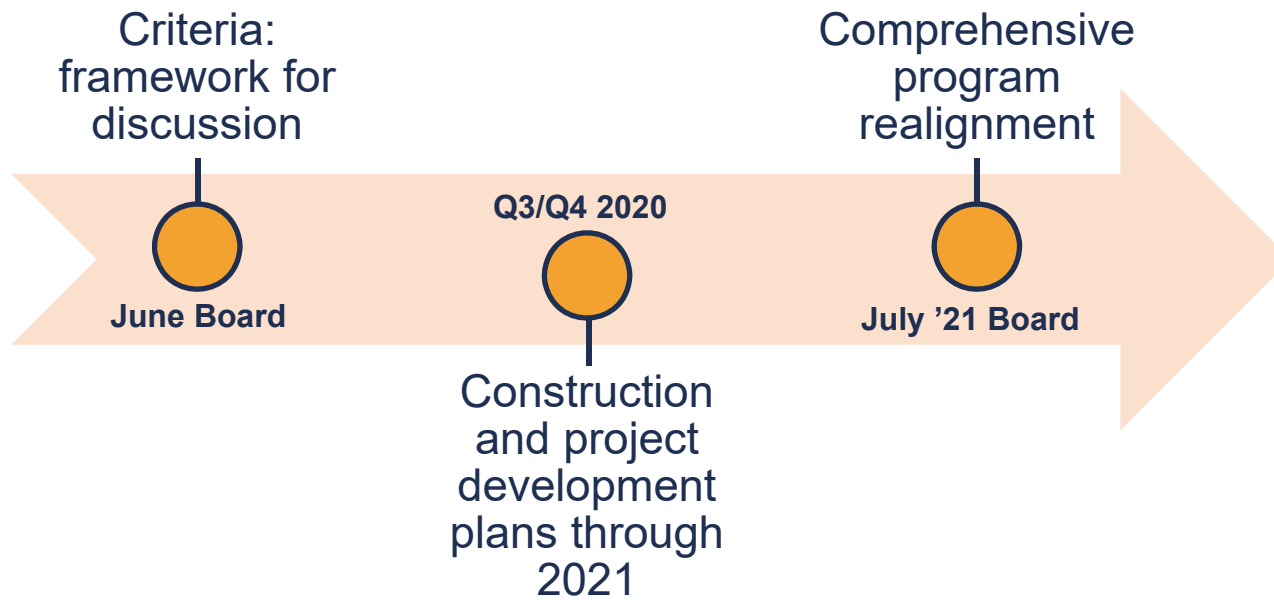 Criteria:
framework for
discussion
June Board
Q3/Q4 2020
Construction
and project
development
plans through
2021
Comprehensive
program
realignment
July ’21 Board